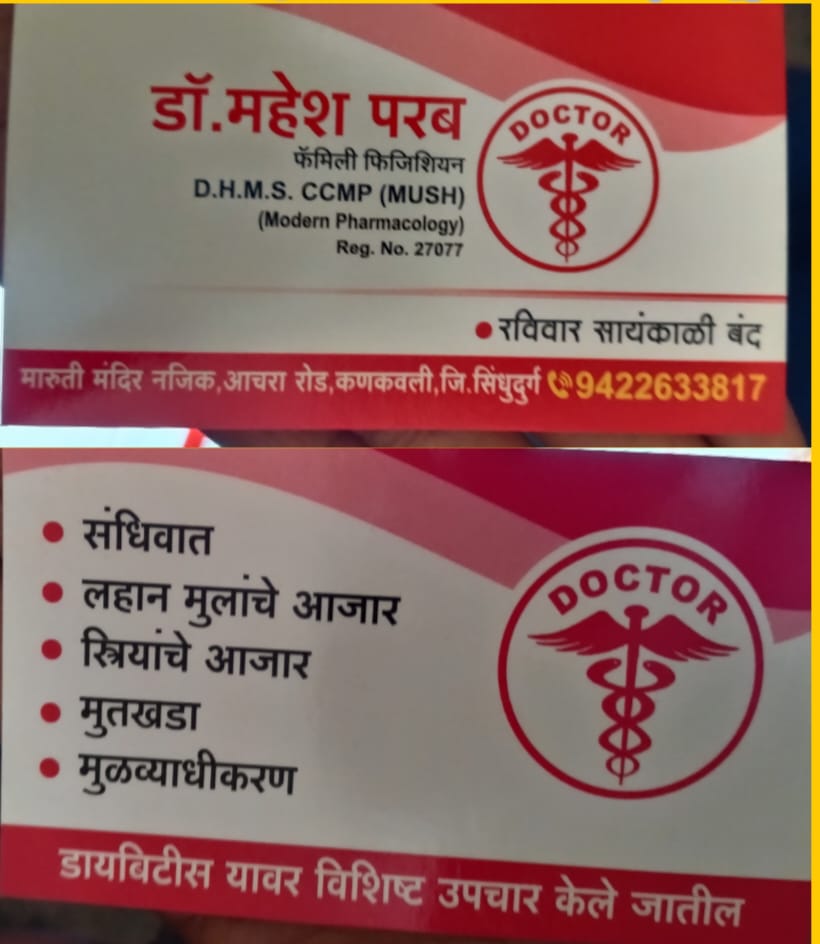 डॉ.महेश परब
फॅमिली फिजिशियन
D.H.M.S. CCMP (MUSH)
(Modern Pharmacology)
Reg. No. 27077
DOCTOR
•रविवार सायंकाळी बंद
मारुती मंदिर नजिक,आचरा रोड,कणकवली,जि.सिंधुदुर्ग 9422633817
• संधिवात
• लहान मुलांचे आजार
• स्त्रियांचे आजार
• मुतखडा
• मुळव्याधीकरण
DOCTOR
डायबिटीस यावर विशिष्ट उपचार केले जातील